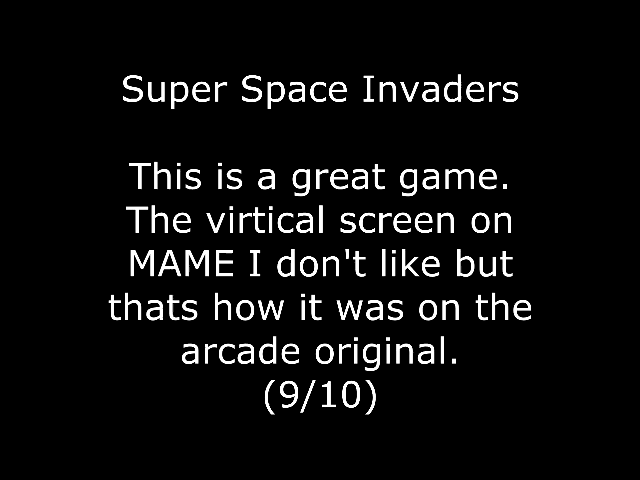 Super Space Invaders
This is a great game.
The virtical screen on
MAME I don't like but
thats how it was on the
arcade original.
(9/10)